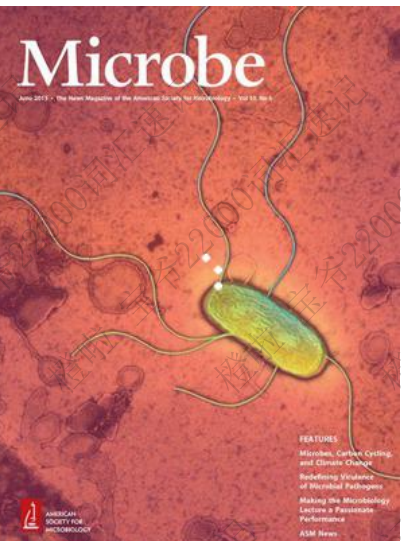 Microbe
June 2015 • The News Magazine of the American Society for Microbiology • Vol 10, No 6
FEATURES
Microbes, Carbon Cycling,
and Climate Change
Redefining Virulence
of Microbial Pathogens
Making the Microbiology
Lecture a Passionate
Performance
ASM News
AMERICAN
SOCIETY FOR
MICROBIOLOGY